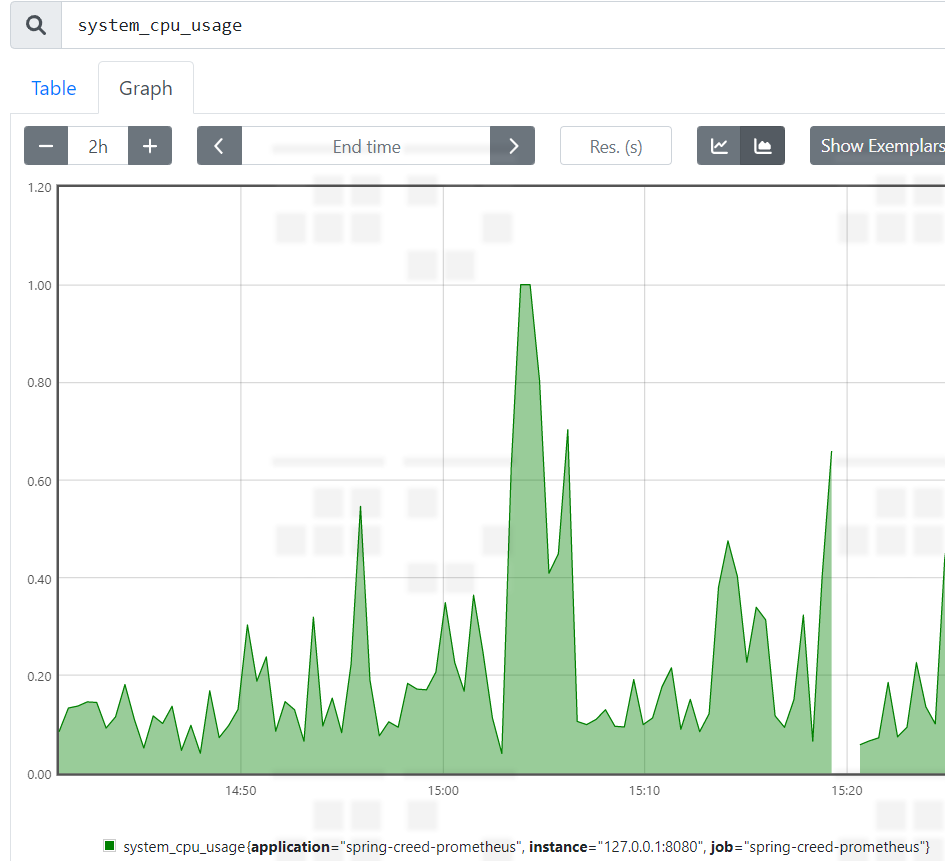 system_cpu_usage
Table Graph
2h End time Res. (s) Show Exemplars
1.20
1.00
0.80
0.60
0.40
0.20
0.00
14:50 15:00 15:10 15:20
system_cpu_usage{application="spring-creed-prometheus", instance="127.0.0.1:8080", job="spring-creed-prometheus"}